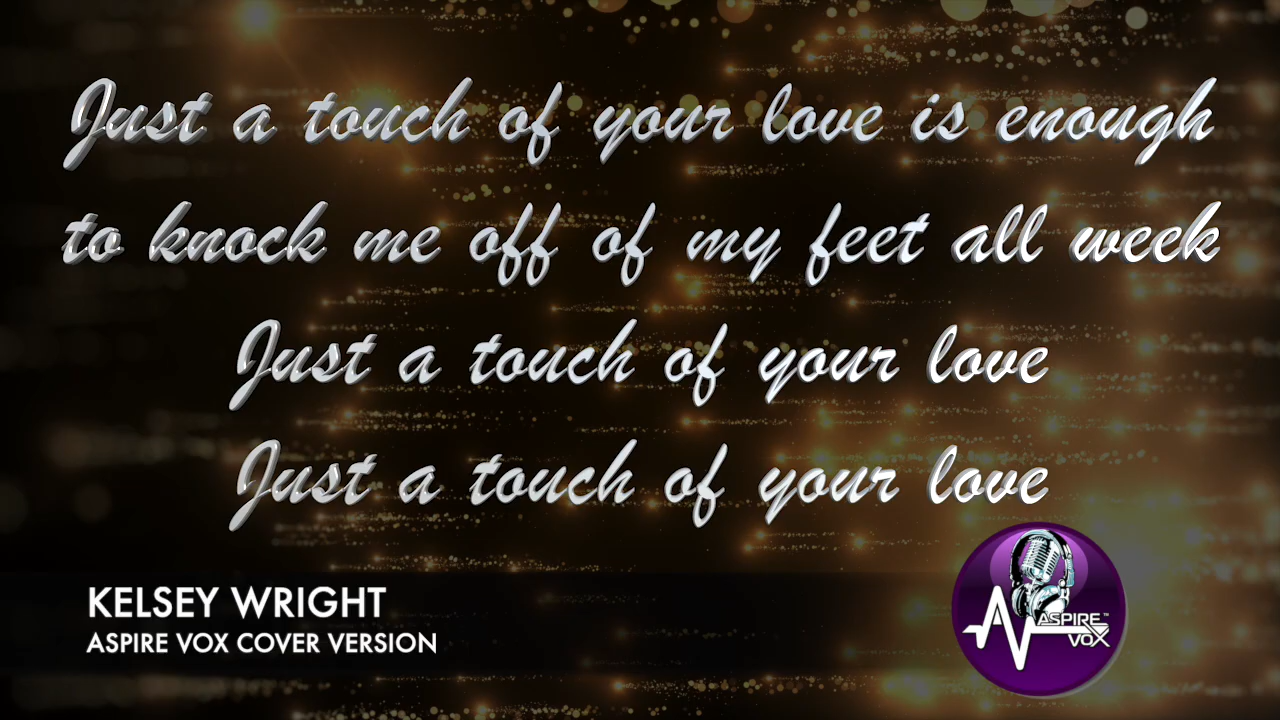 Just a touch of your love is enough
to knock me off of my feet all week
Just a touch of your love
Just a touch of your love
KELSEY WRIGHT
ASPIRE VOX COVER VERSION
ASPIRE™
VOX